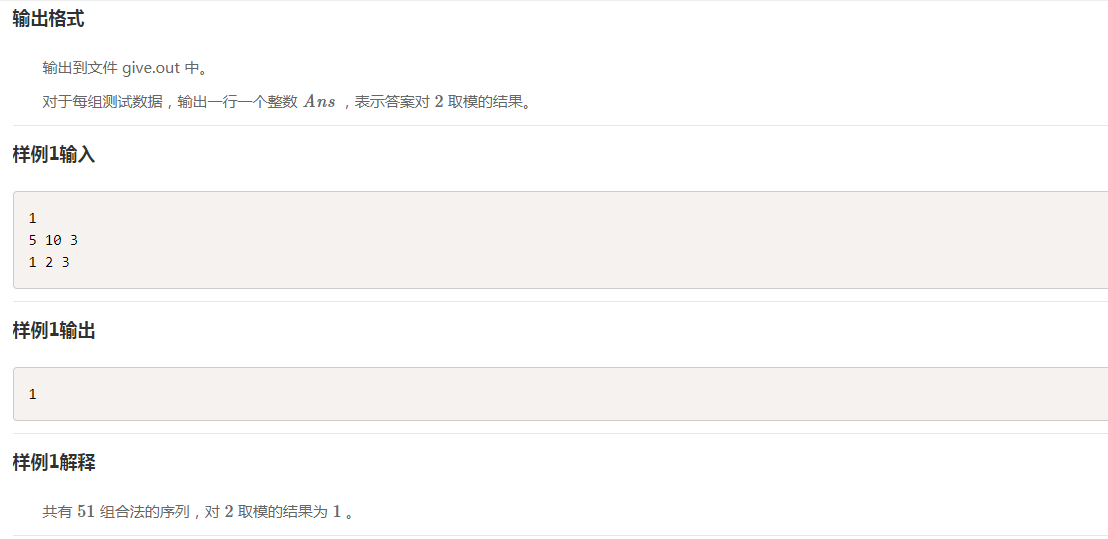 输出格式
输出到文件 give.out 中。
对于每组测试数据，输出一行一个整数 Ans ，表示答案对 2 取模的结果。
样例1输入
1
5 10 3
1 2 3
样例1输出
1
样例1解释
共有 51 组合法的序列，对 2 取模的结果为 1 。